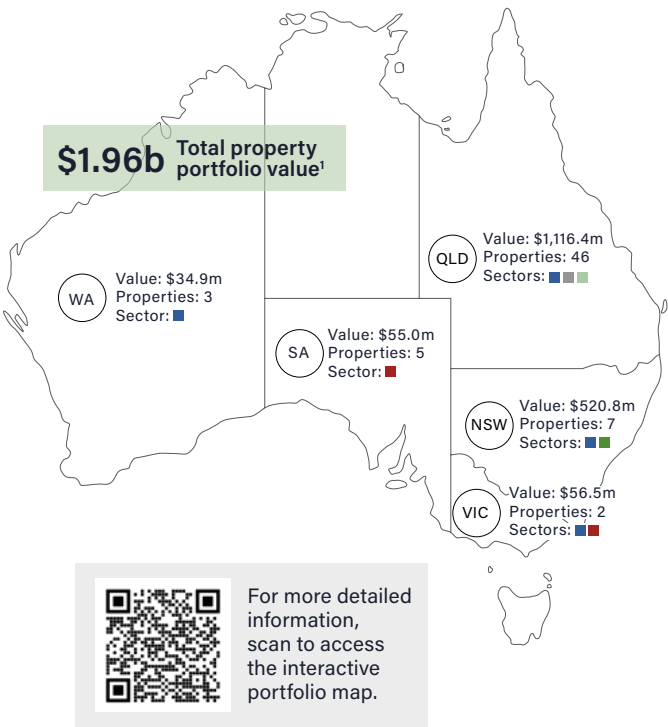 $1.96b
Total property
portfolio value¹
QLD
Value: $1,116.4m
Properties: 46
Sectors:
WA
Value: $34.9m
Properties: 3
Sector:
SA
Value: $55.0m
Properties: 5
Sector:
NSW
Value: $520.8m
Properties: 7
Sectors:
VIC
Value: $56.5m
Properties: 2
Sectors:
For more detailed
information,
scan to access
the interactive
portfolio map.